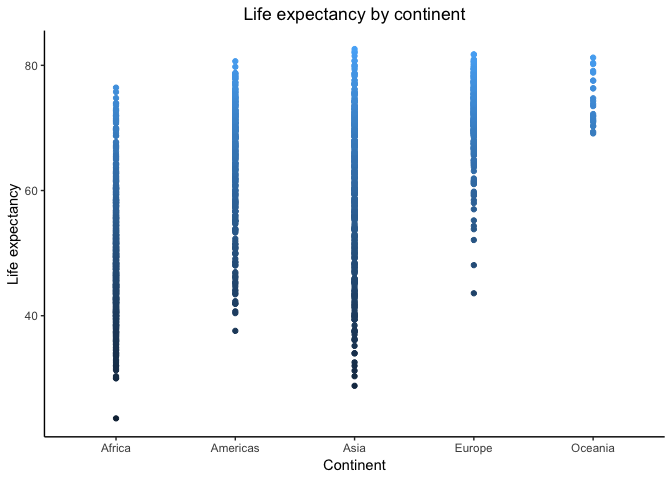 Life expectancy by continent
Life expectancy
80
60
40
Africa Americas Asia Europe Oceania
Continent